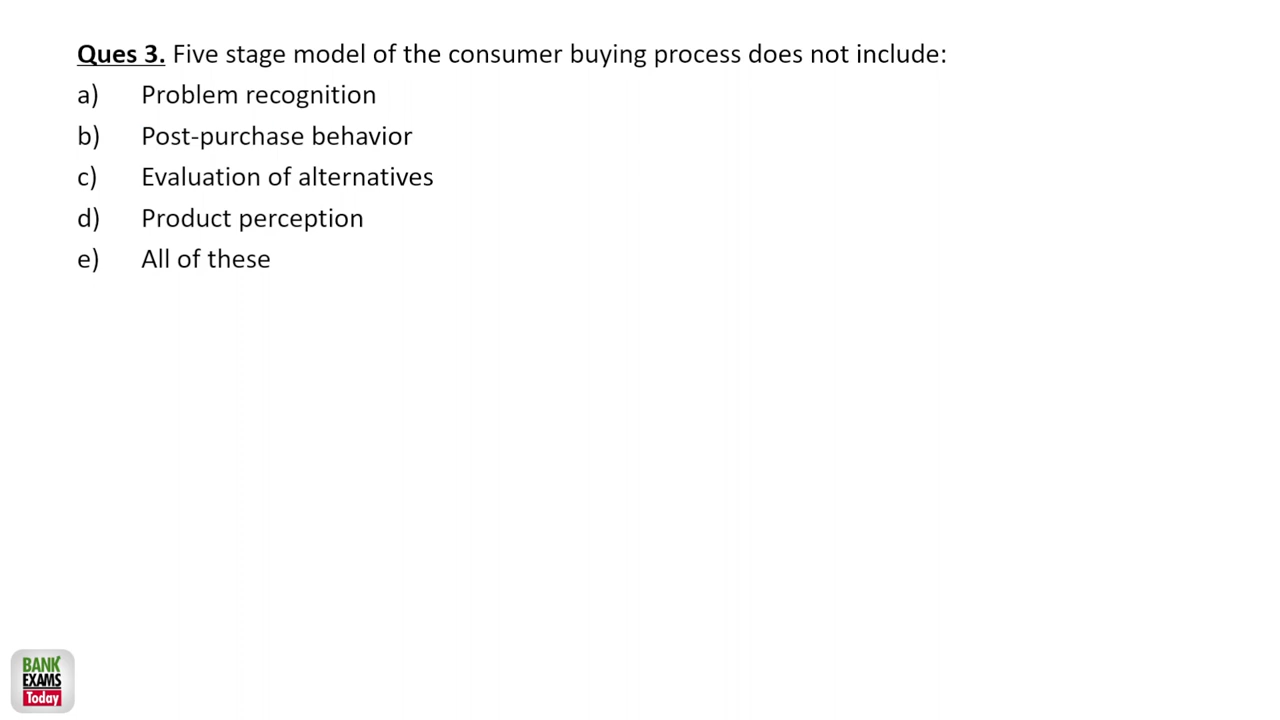 Ques 3. Five stage model of the consumer buying process does not include:
a) Problem recognition
b) Post-purchase behavior
c) Evaluation of alternatives
d) Product perception
e) All of these
BANK
EXAMS
Today